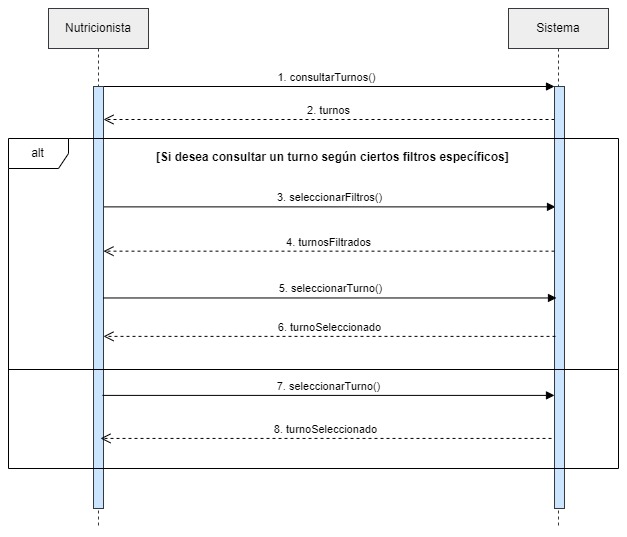 Nutricionista
Sistema
1. consultarTurnos()
2. turnos
alt
[Si desea consultar un turno según ciertos filtros específicos]
3. seleccionarFiltros()
4. turnosFiltrados
5. seleccionarTurno()
6. turnoSeleccionado
7. seleccionarTurno()
8. turnoSeleccionado